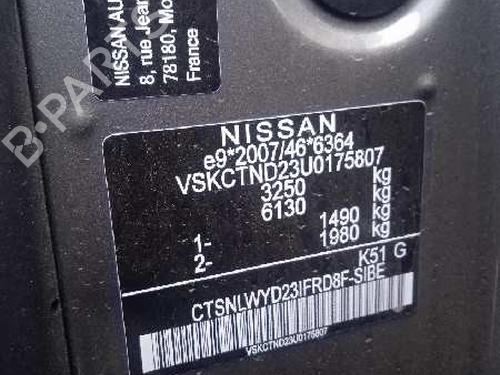 NISSAN AU
8, rue Jean
78180, Mo
France
B-PARTS
NISSAN
e9*2007/46*6364
VSKCTND23U0175807
3250 kg
6130 kg
1- 1490 kg
2- 1980 kg
K51 G
CTSNLWYD23IFRD8F-SIBE
VSKCTND23U0175807